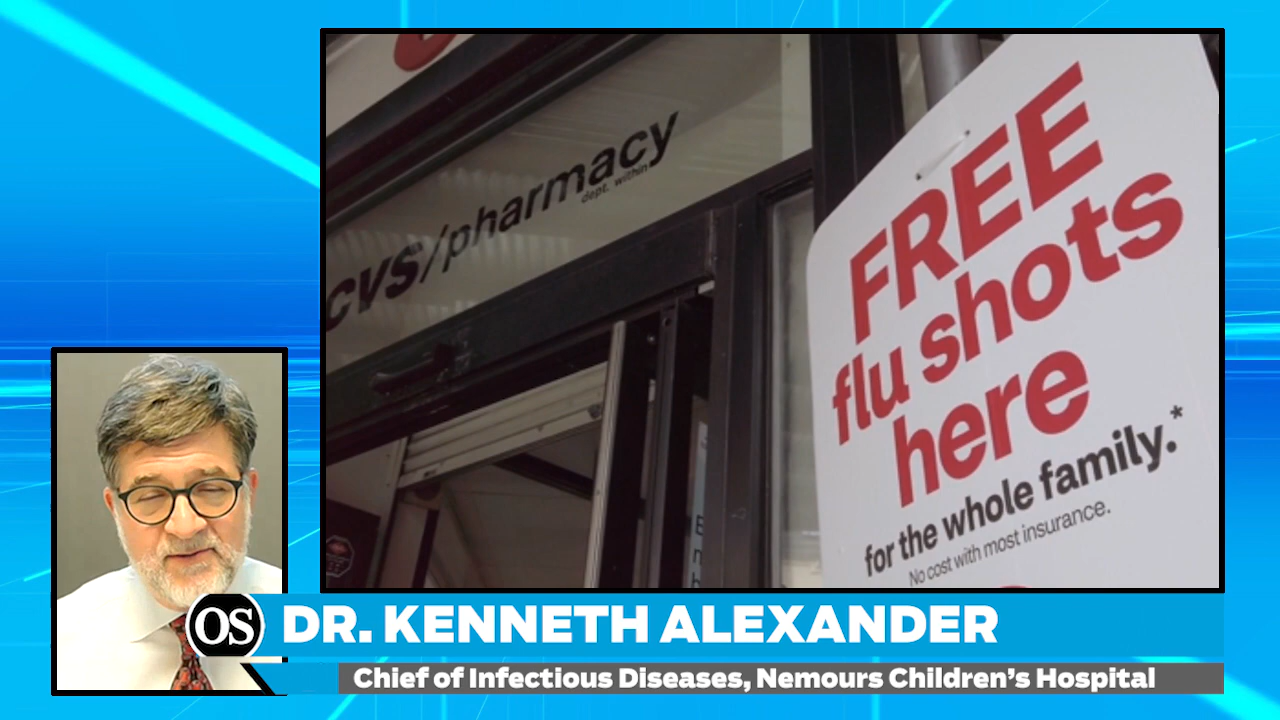 CVS/pharmacy
dept. within
FREE
flu shots
here
for the whole family.*
No cost with most insurance.
OS
DR. KENNETH ALEXANDER
Chief of Infectious Diseases, Nemours Children's Hospital